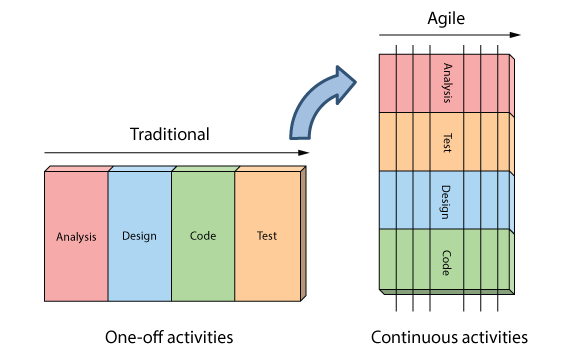 Agile
Traditional
Analysis
Design
Code
Test
Analysis
Test
Design
Code
One-off activities
Continuous activities